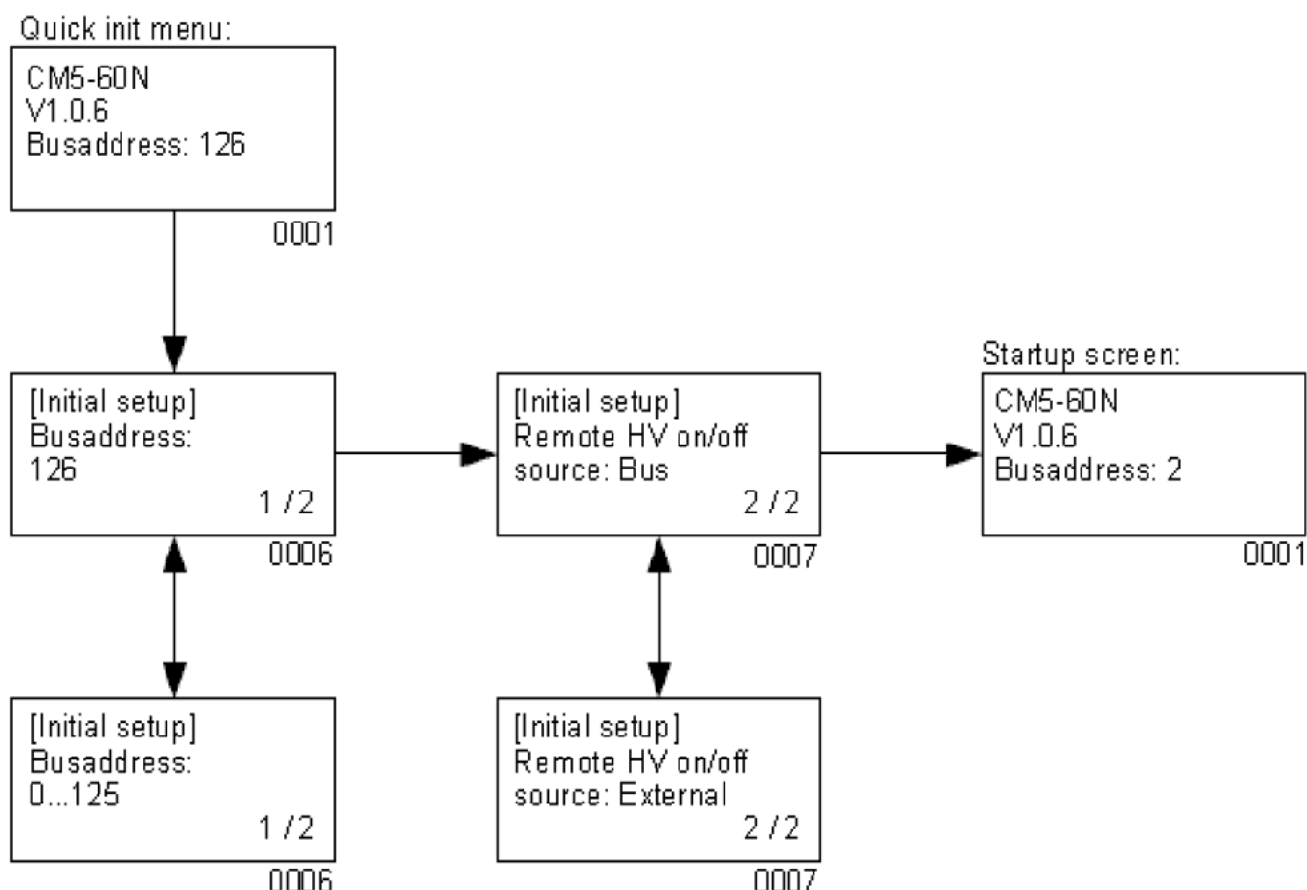 Quick init menu:
CM5-60N
V1.0.6
Busaddress: 126
0001
[Initial setup]
Busaddress:
126
1 / 2
0006
[Initial setup]
Remote HV on/off
source: Bus
2 / 2
0007
Startup screen:
CM5-60N
V1.0.6
Busaddress: 2
0001
[Initial setup]
Busaddress:
0...125
1 / 2
0006
[Initial setup]
Remote HV on/off
source: External
2 / 2
0007